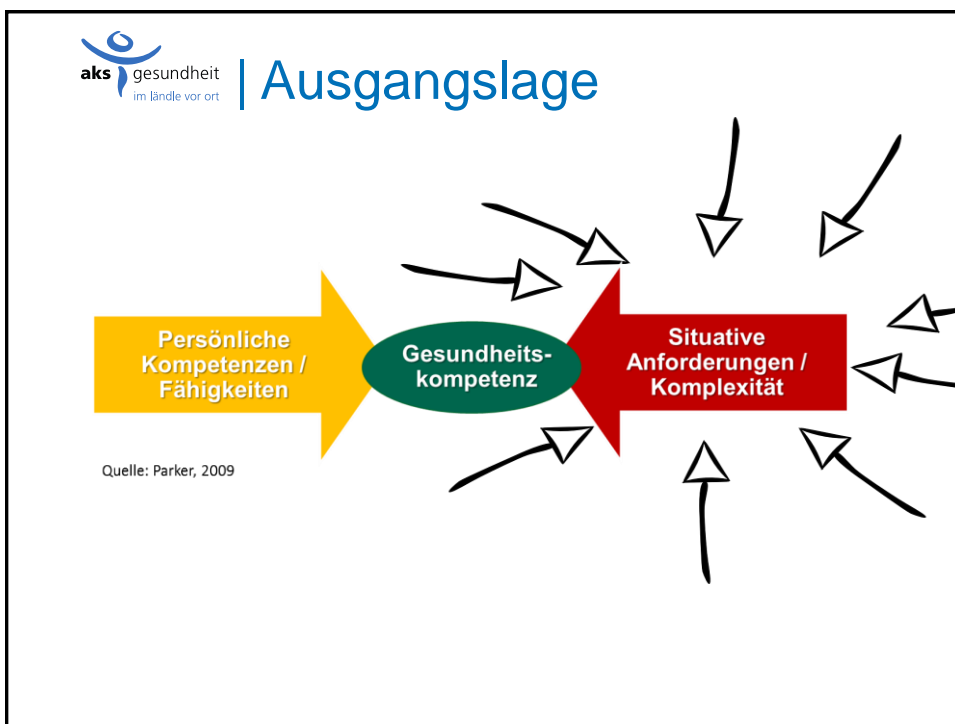 aks gesundheit
im ländle vor ort
| Ausgangslage
Persönliche
Kompetenzen /
Fähigkeiten
Gesundheits-
kompetenz
Situative
Anforderungen /
Komplexität
Quelle: Parker, 2009